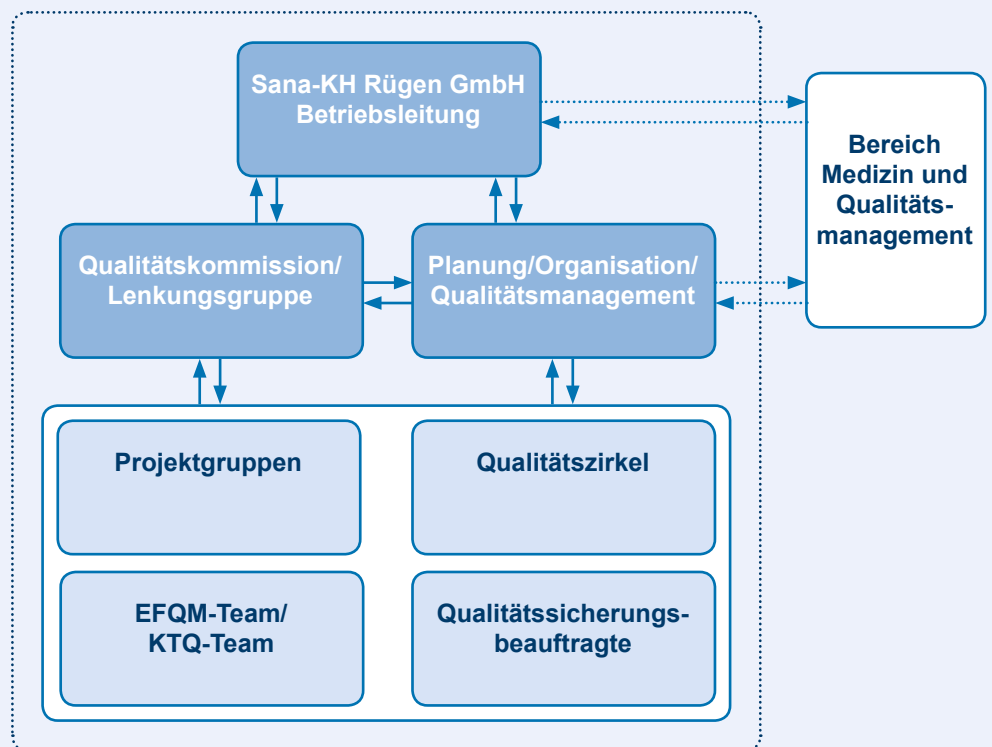 Sana-KH Rügen GmbH
Betriebsleitung
Bereich
Medizin und
Qualitäts-
management
Qualitätskommission/
Lenkungsgruppe
Planung/Organisation/
Qualitätsmanagement
Projektgruppen
Qualitätszirkel
EFQM-Team/
KTQ-Team
Qualitätssicherungs-
beauftragte